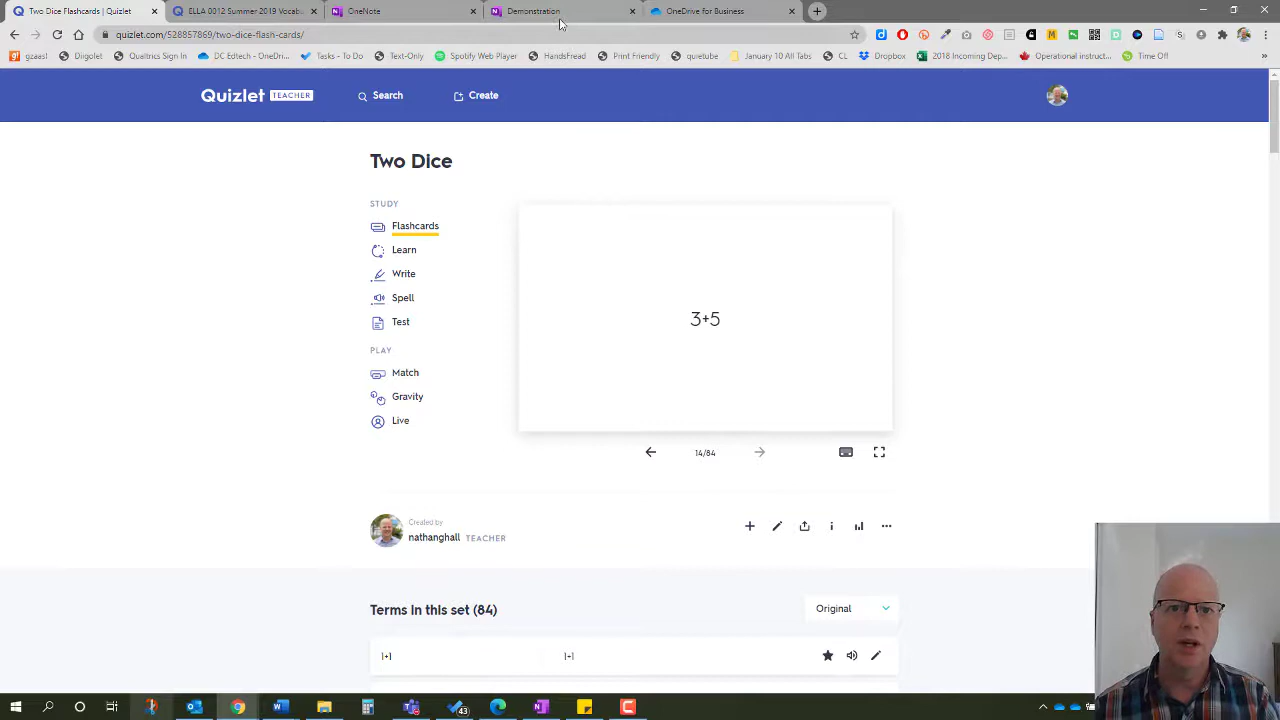 Two Dice Flashcards | Quizlet
ELLA 0012 Summer 2019 Vocab
OneNote
Demonstration
OneDrive for Business
quizlet.com/528857869/two-dice-flash-cards/
gzaas!
Diigolet
Qualtrics Sign In
DC Edtech - OneDri...
Tasks - To Do
Text-Only
Spotify Web Player
HandsFread
Print Friendly
quietube
January 10 All Tabs
CL
Dropbox
2018 Incoming Dep...
Operational instruct...
Time Off
Quizlet TEACHER
Search
Create
Two Dice
STUDY
Flashcards
Learn
Write
Spell
Test
PLAY
Match
Gravity
Live
3+5
14/84
Created by
nathanghall TEACHER
Terms in this set (84)
Original
1+1 1+1
43